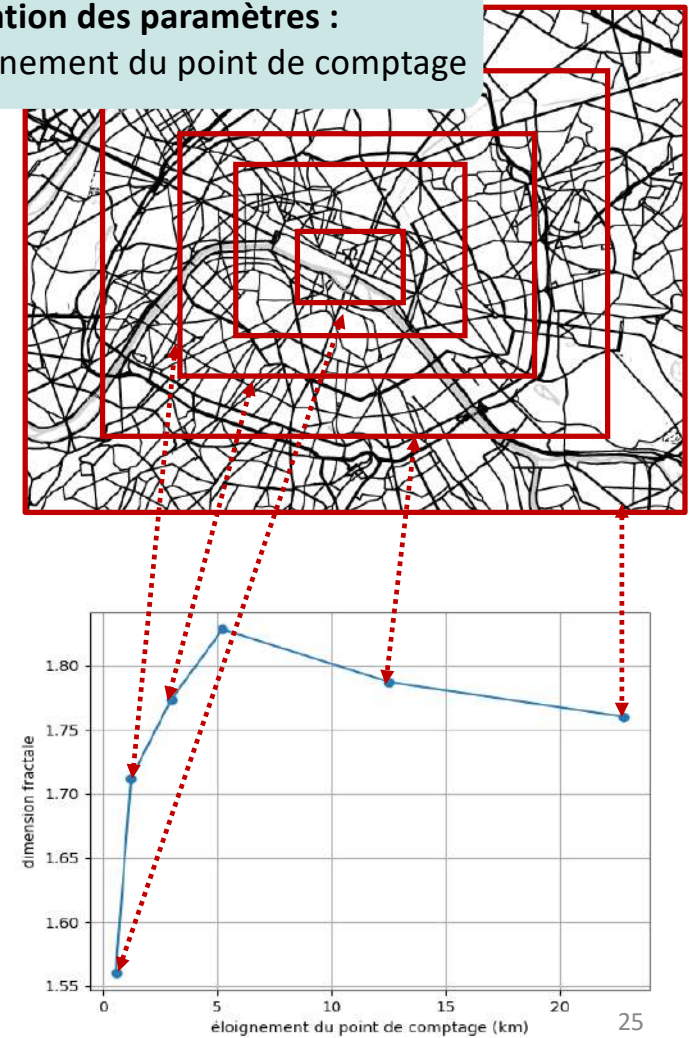 ation des paramètres :
nement du point de comptage
1.80
1.75
1.70
1.65
1.60
1.55
dimension fractale
0 5 10 15 20
éloignement du point de comptage (km)
25